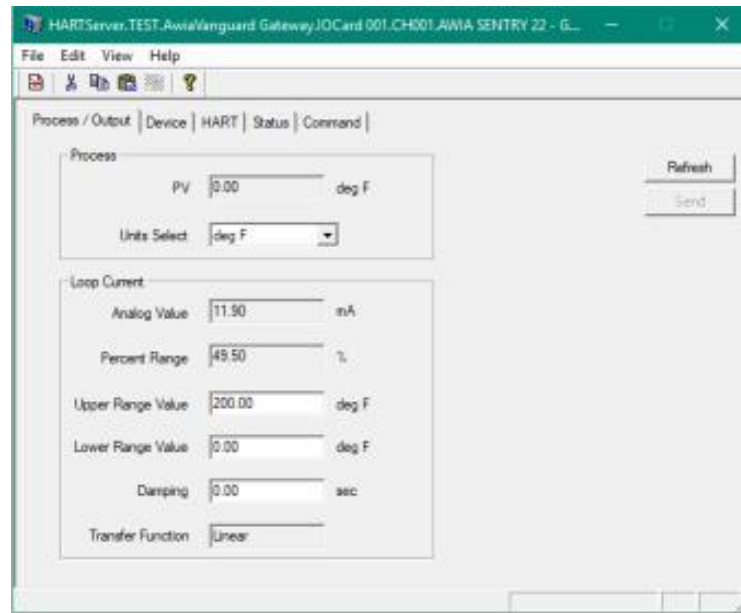 HARTServer.TEST.AwiaVanguard Gateway.IOCard 001.CH001.AWIA SENTRY 22 - G...
File Edit View Help
Process / Output Device HART Status Command
Process
Refresh
PV 0.00 deg F
Send
Units Select deg F
Loop Current
Analog Value 11.90 mA
Percent Range 49.50 %
Upper Range Value 200.00 deg F
Lower Range Value 0.00 deg F
Damping 0.00 sec
Transfer Function Linear